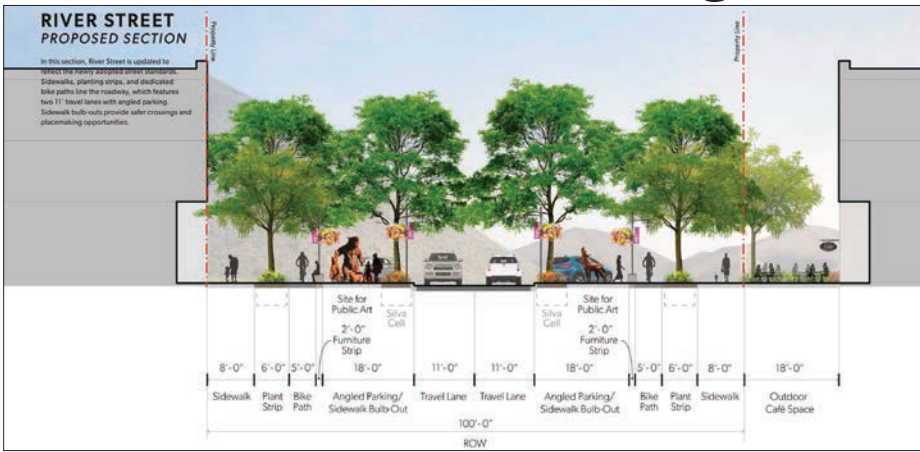 RIVER STREET
PROPOSED SECTION
In this section, River Street is updated to
reflect the newly adopted street standards.
Sidewalks, planting strips, and dedicated
bike paths line the roadway, which features
two 11' travel lanes with angled parking.
Sidewalk bulb-outs provide safer crossings and
placemaking opportunities.
Property Line
Property Line
Site for
Public Art
Silva
Cell
2'-0"
Furniture
Strip
Silva
Cell
Site for
Public Art
2'-0"
Furniture
Strip
8'-0" 6'-0" 5'-0" 18'-0" 11'-0" 11'-0" 18'-0" 5'-0" 6'-0" 8'-0" 18'-0"
Sidewalk
Plant
Strip
Bike
Path
Angled Parking/
Sidewalk Bulb-Out
Travel Lane
Travel Lane
Angled Parking/
Sidewalk Bulb-Out
Bike
Path
Plant
Strip
Sidewalk
Outdoor
Café Space
100'-0"
ROW